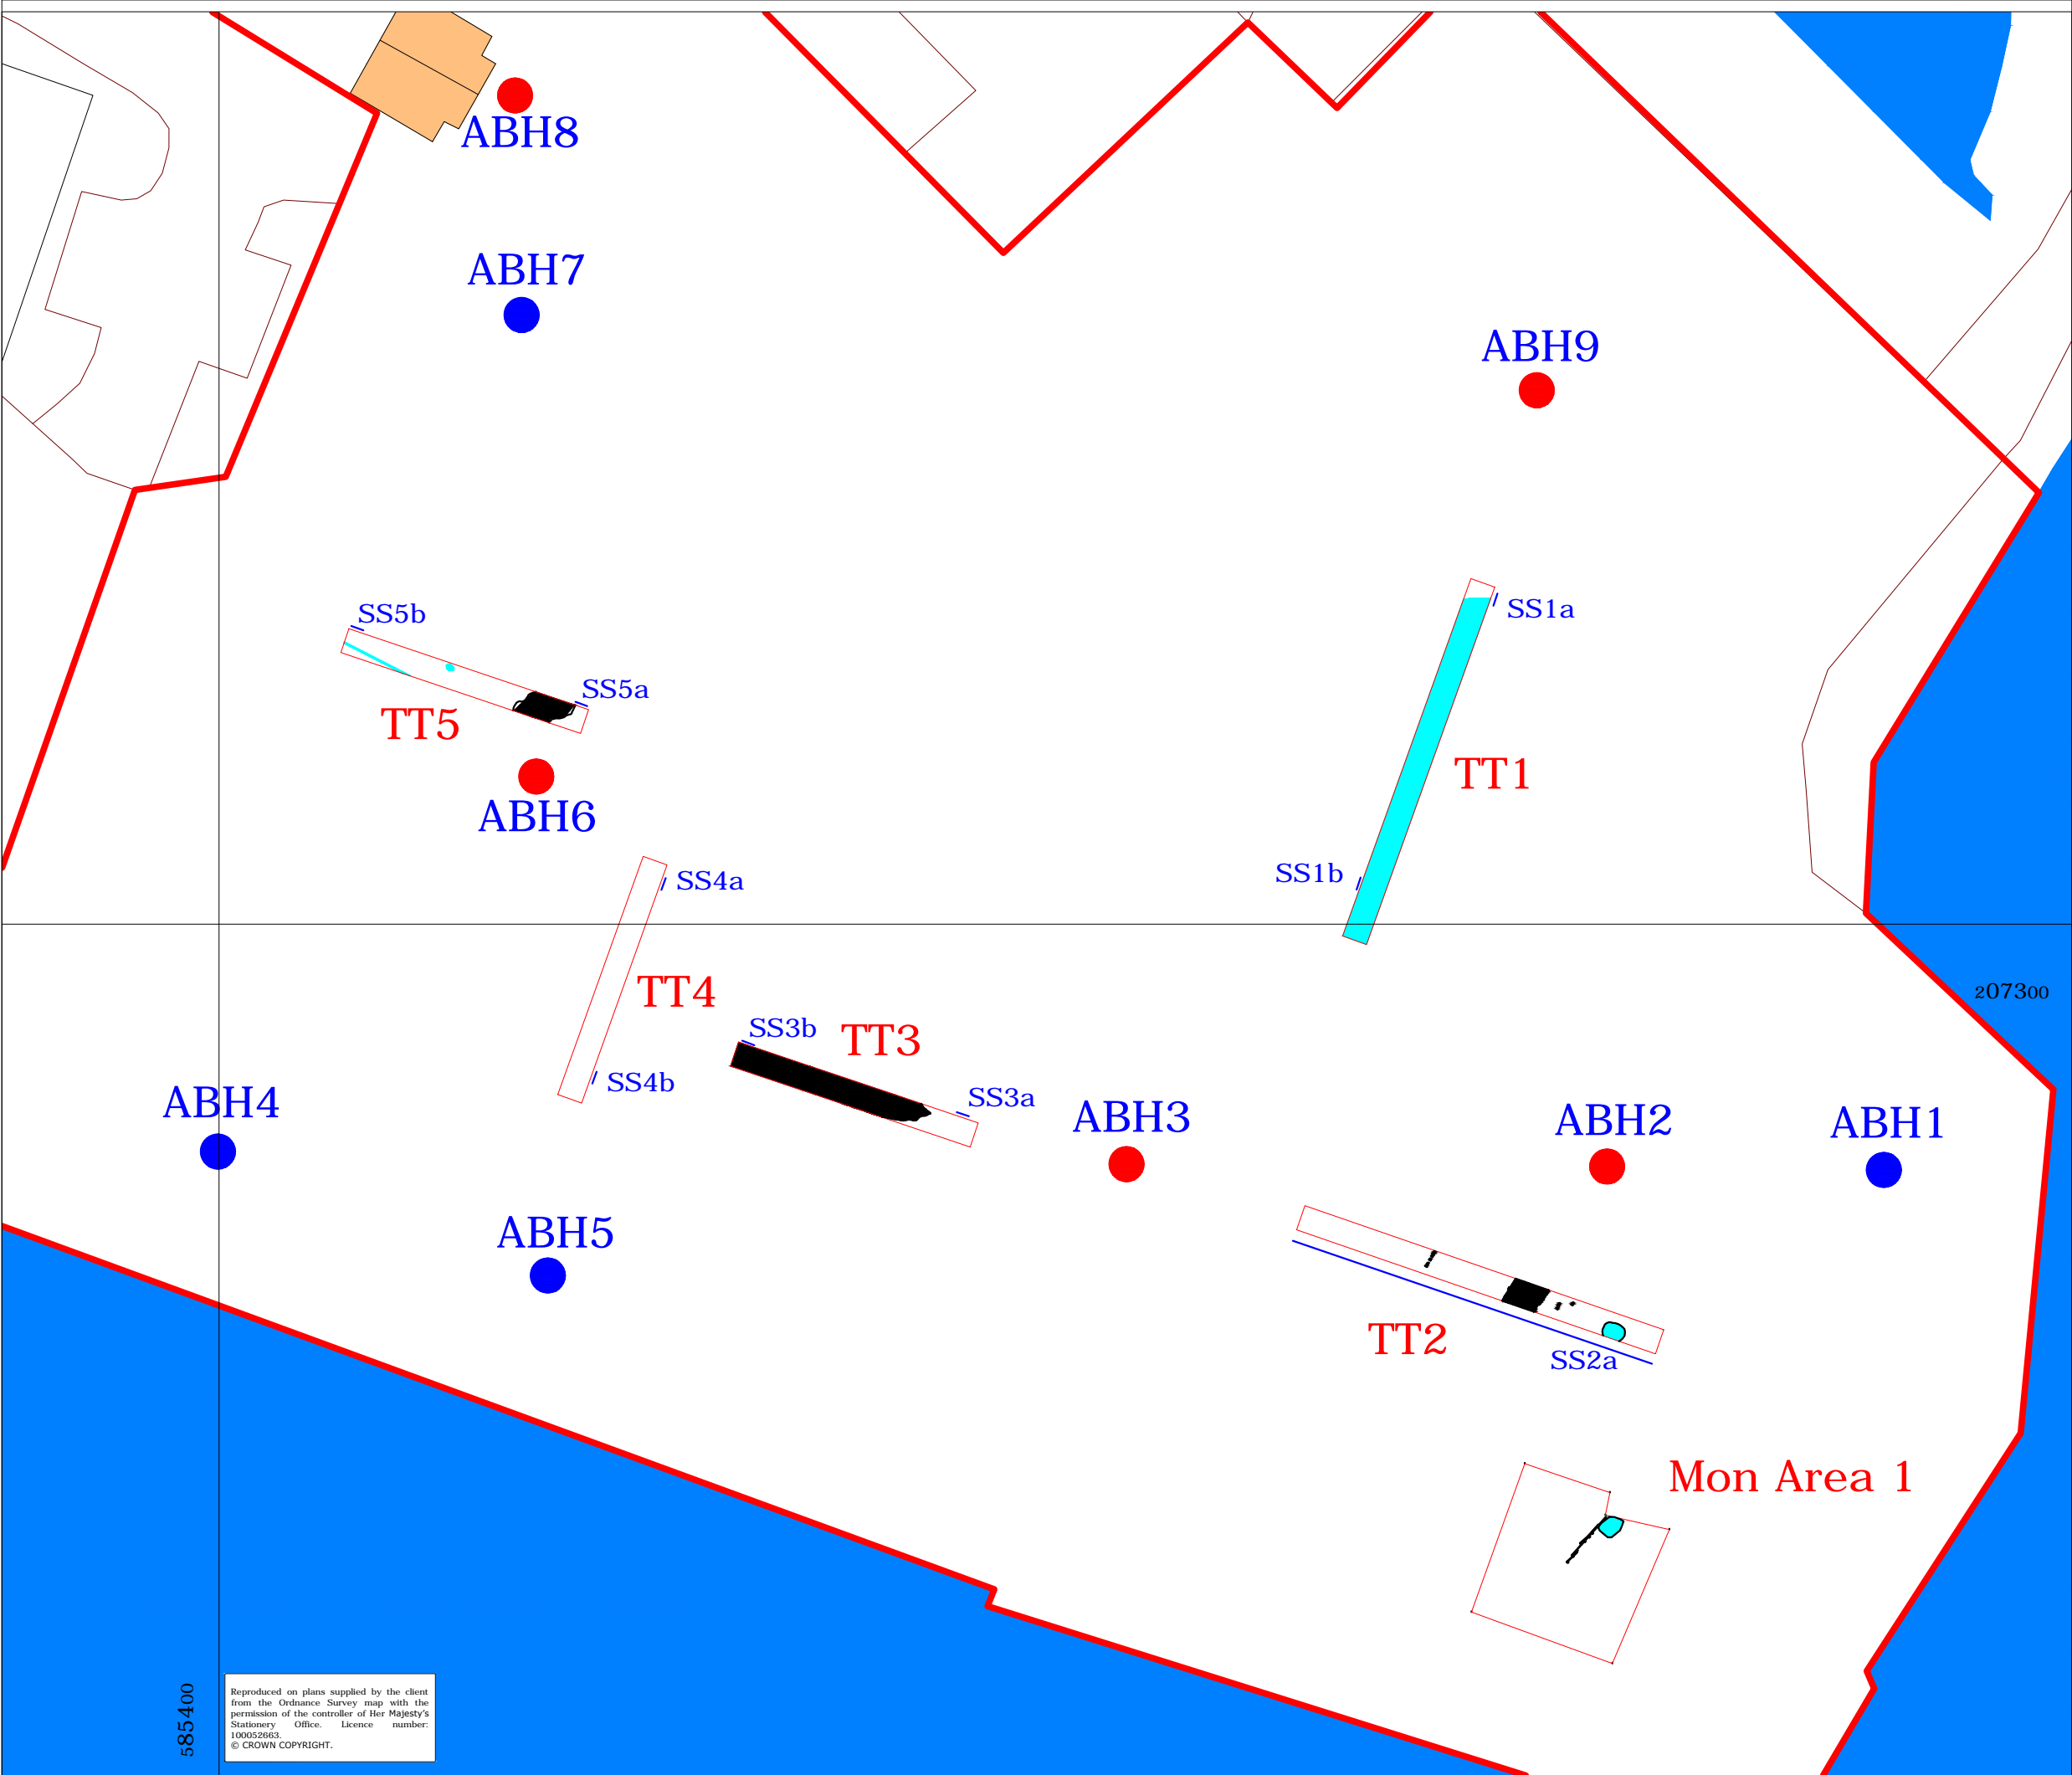 ABH8
ABH7
ABH9
SS5b
SS1a
SS5a
TT5
TT1
ABH6
SS1b
SS4a
TT4
207300
SS3b
TT3
SS4b
SS3a
ABH4
ABH3
ABH2
ABH1
ABH5
TT2
SS2a
Mon Area 1
585400
Reproduced on plans supplied by the client
from the Ordnance Survey map with the
permission of the controller of Her Majesty's
Stationery Office. Licence number:
100052663.
© CROWN COPYRIGHT.